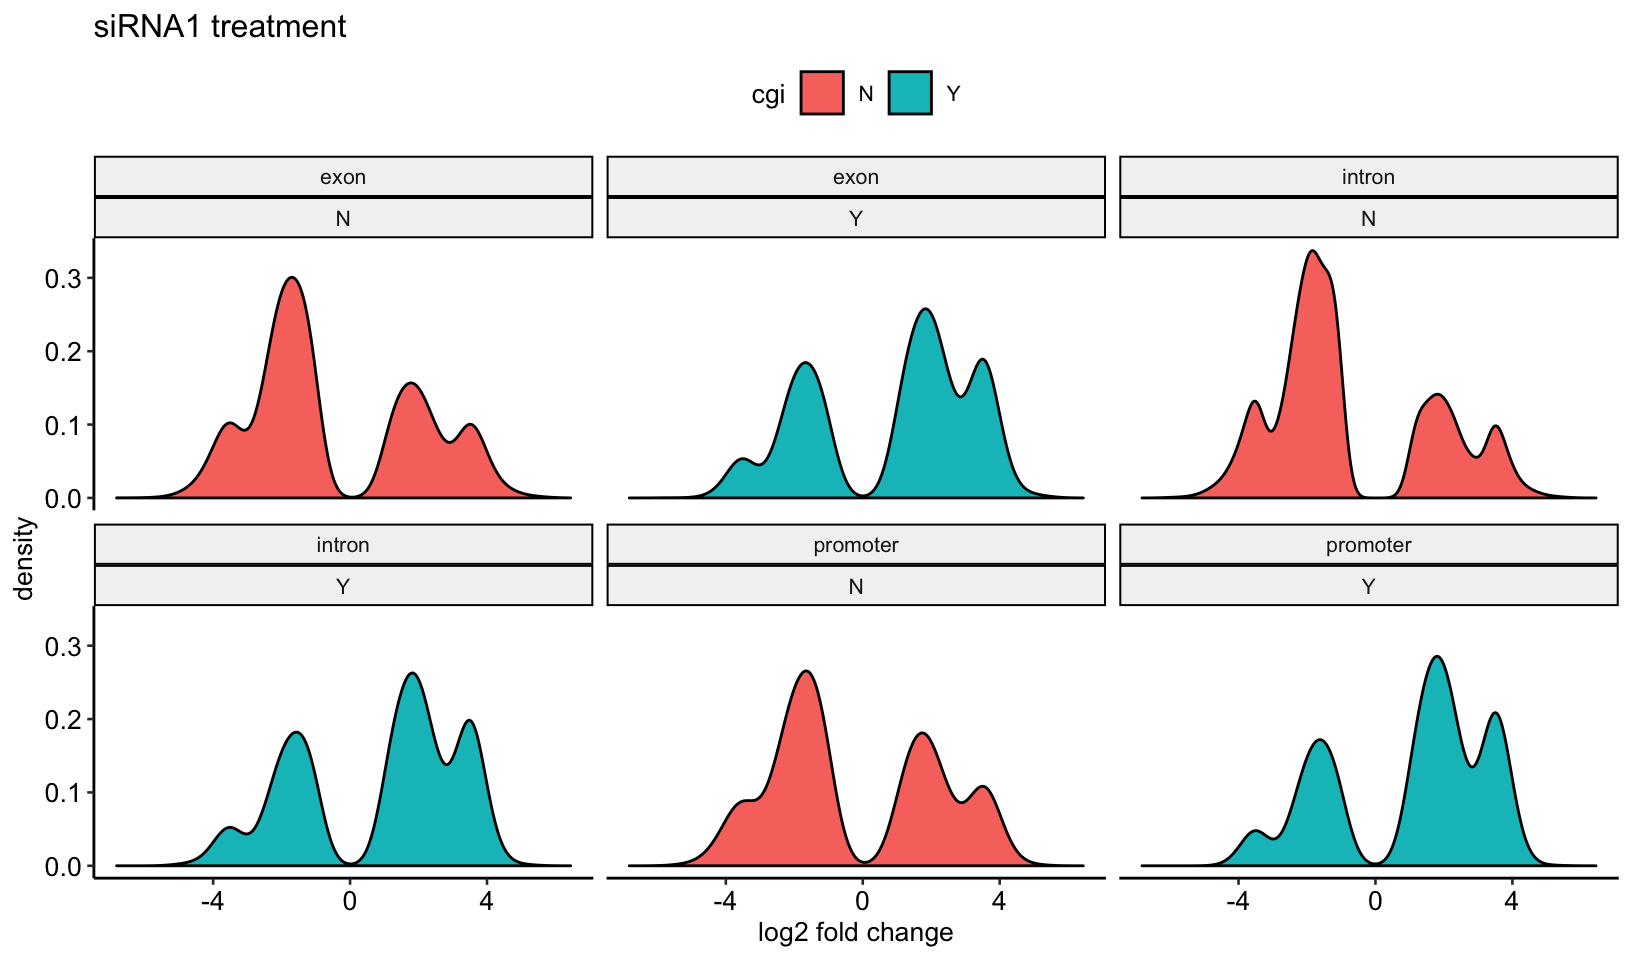 siRNA1 treatment
cgi N Y
exon exon intron
N Y N
0.3
0.2
0.1
0.0
intron promoter promoter
Y N Y
0.3
0.2
0.1
0.0
density
-4 0 4 -4 0 4 -4 0 4
log2 fold change